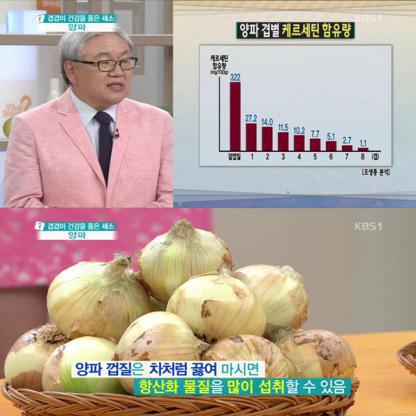 겹겹이 건강을 품은 채소
양파
KBS1
양파 겹별 케르세틴 함유량
케르세틴
함유량
(mg/100g)
322
27.2
14.0
11.5
10.2
7.7
5.1
2.7
1.1
겉껍질
1
2
3
4
5
6
7
8
(겹)
[조생종 분석]
겹겹이 건강을 품은 채소
양파
KBS1
양파 껍질은 차처럼 끓여 마시면
항산화 물질을 많이 섭취할 수 있음